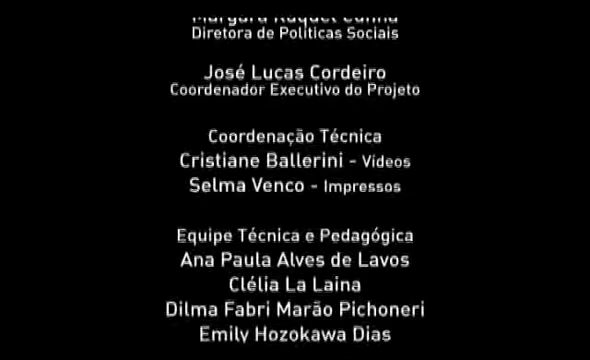 Diretora de Políticas Sociais
José Lucas Cordeiro
Coordenador Executivo do Projeto
Coordenação Técnica
Cristiane Ballerini - Vídeos
Selma Venco - Impressos
Equipe Técnica e Pedagógica
Ana Paula Alves de Lavos
Clélia La Laina
Dilma Fabri Marão Pichoneri
Emily Hozokawa Dias